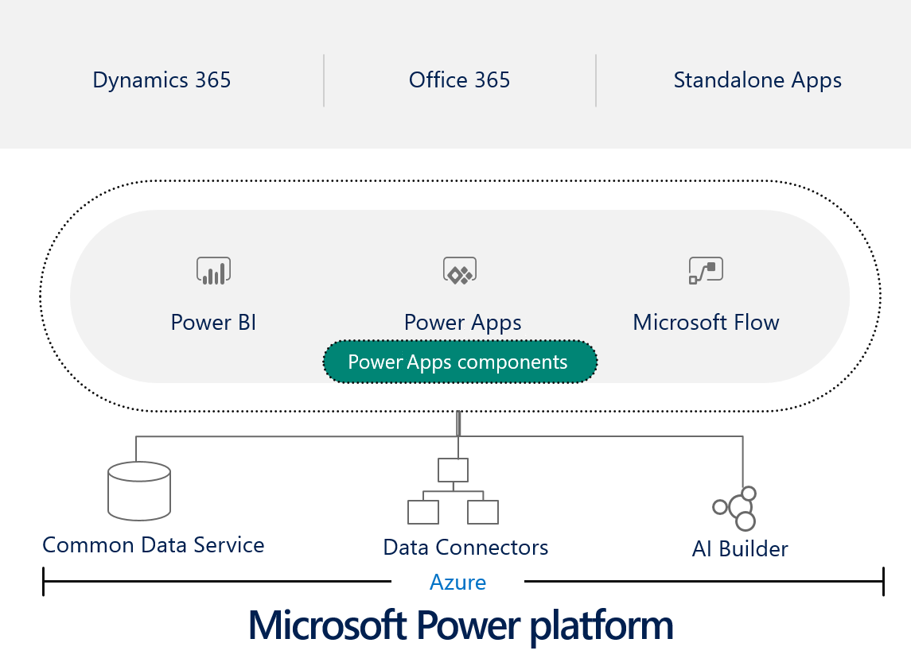 Dynamics 365
Office 365
Standalone Apps
Power BI
Power Apps
Microsoft Flow
Power Apps components
Common Data Service
Data Connectors
AI Builder
Azure
Microsoft Power platform